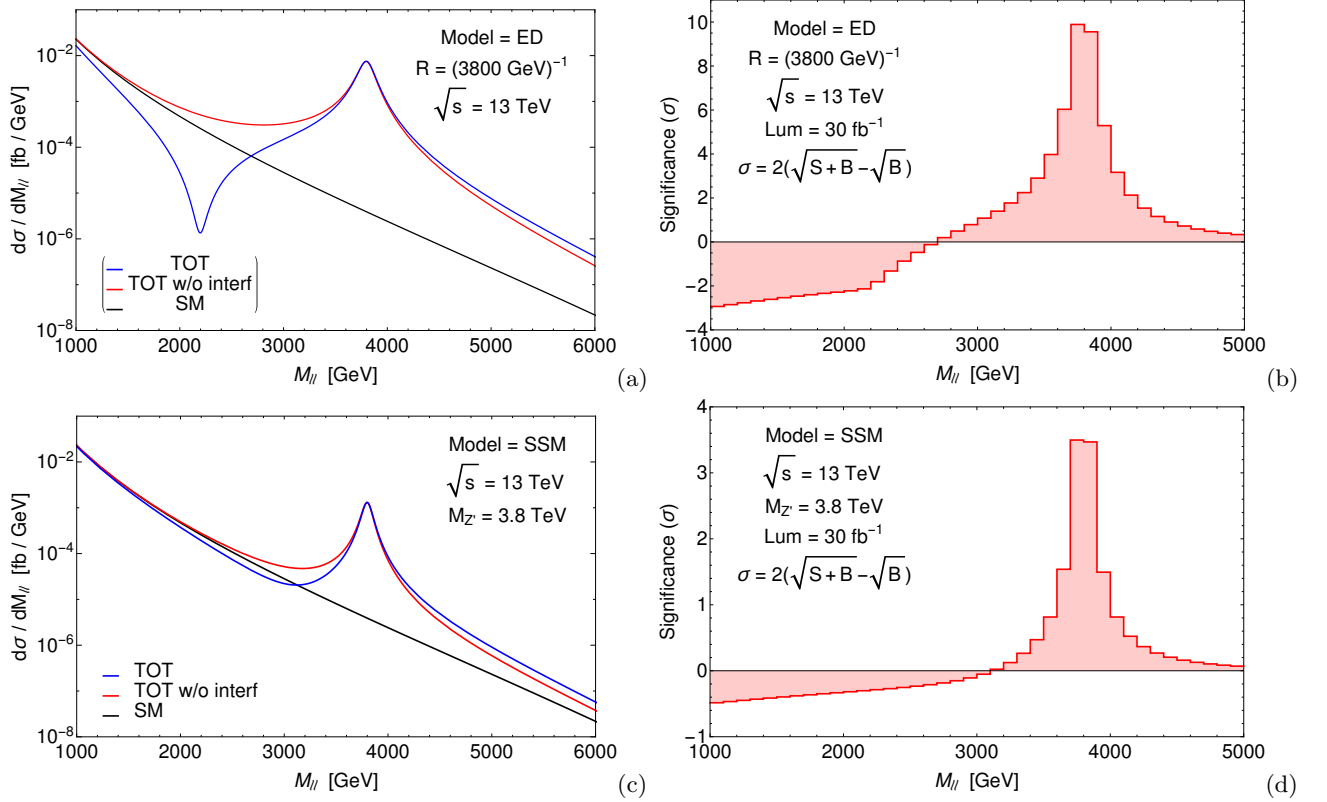 dσ / dM_ll [fb / GeV]
10^-2
10^-4
10^-6
10^-8
Model = ED
R = (3800 GeV)^-1
√s = 13 TeV
TOT
TOT w/o interf
SM
1000 2000 3000 4000 5000 6000
M_ll [GeV]
(a)
Significance (σ)
10
8
6
4
2
0
−2
−4
Model = ED
R = (3800 GeV)^-1
√s = 13 TeV
Lum = 30 fb^-1
σ = 2(√S + B − √B)
1000 2000 3000 4000 5000
M_ll [GeV]
(b)
dσ / dM_ll [fb / GeV]
10^-2
10^-4
10^-6
10^-8
Model = SSM
√s = 13 TeV
M_Z' = 3.8 TeV
TOT
TOT w/o interf
SM
1000 2000 3000 4000 5000 6000
M_ll [GeV]
(c)
Significance (σ)
4
3
2
1
0
−1
Model = SSM
√s = 13 TeV
M_Z' = 3.8 TeV
Lum = 30 fb^-1
σ = 2(√S + B − √B)
1000 2000 3000 4000 5000
M_ll [GeV]
(d)